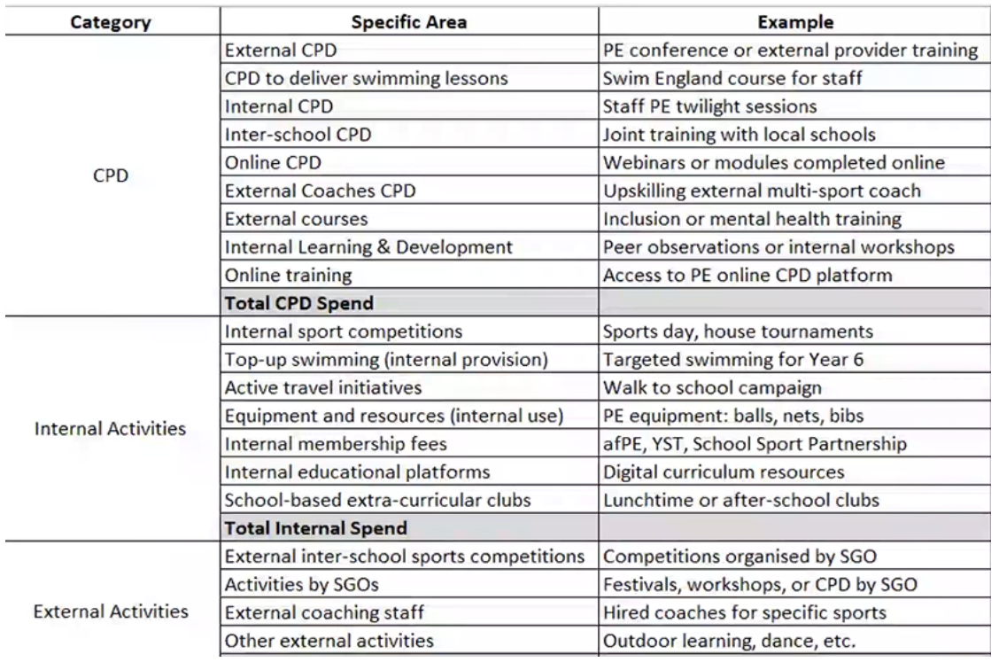 Category Specific Area Example
External CPD PE conference or external provider training
CPD to deliver swimming lessons Swim England course for staff
Internal CPD Staff PE twilight sessions
Inter-school CPD Joint training with local schools
Online CPD Webinars or modules completed online
CPD
External Coaches CPD Upskilling external multi-sport coach
External courses Inclusion or mental health training
Internal Learning & Development Peer observations or internal workshops
Online training Access to PE online CPD platform
Total CPD Spend
Internal sport competitions Sports day, house tournaments
Top-up swimming (internal provision) Targeted swimming for Year 6
Active travel initiatives Walk to school campaign
Equipment and resources (internal use) PE equipment: balls, nets, bibs
Internal Activities
Internal membership fees afPE, YST, School Sport Partnership
Internal educational platforms Digital curriculum resources
School-based extra-curricular clubs Lunchtime or after-school clubs
Total Internal Spend
External inter-school sports competitions Competitions organised by SGO
Activities by SGOs Festivals, workshops, or CPD by SGO
External Activities External coaching staff Hired coaches for specific sports
Other external activities Outdoor learning, dance, etc.